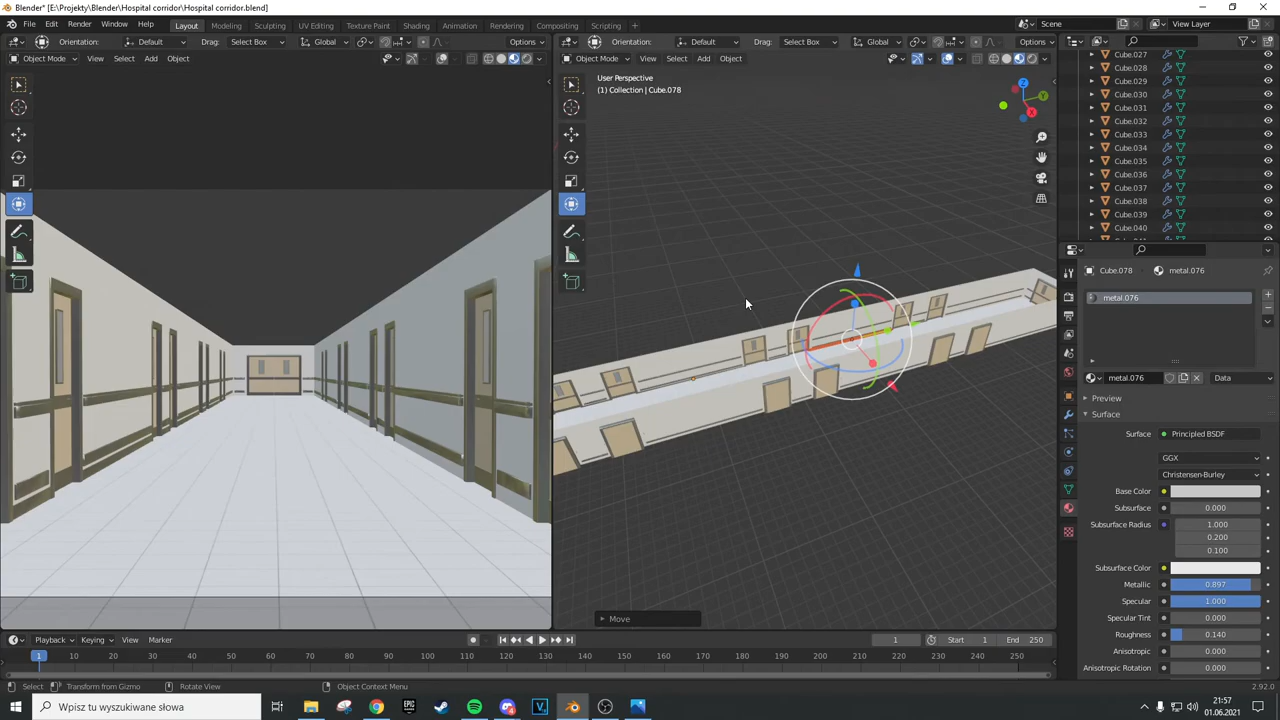 Blender* [E:\Projekty\Blender\Hospital corridor\Hospital corridor.blend]
File Edit Render Window Help Layout Modeling Sculpting UV Editing Texture Paint Shading Animation Rendering Compositing Scripting + Scene View Layer
Orientation: Default Drag: Select Box Global Options Orientation: Default Drag: Select Box Global Options
Object Mode View Select Add Object Object Mode View Select Add Object
User Perspective
(1) Collection | Cube.078
Z
Y
X
Cube.027
Cube.028
Cube.029
Cube.030
Cube.031
Cube.032
Cube.033
Cube.034
Cube.035
Cube.036
Cube.037
Cube.038
Cube.039
Cube.040
Cube.078 metal.076
metal.076
metal.076 Data
Preview
Surface
Surface Principled BSDF
GGX
Christensen-Burley
Base Color
Subsurface 0.000
Subsurface Radius 1.000
0.200
0.100
Subsurface Color
Metallic 0.897
Specular 1.000
Specular Tint 0.000
Roughness 0.140
Anisotropic 0.000
Anisotropic Rotation 0.000
Move
Playback Keying View Marker 1 Start 1 End 250
1 10 20 30 40 50 60 70 80 90 100 110 120 130 140 150 160 170 180 190 200 210 220 230 240 250
Select Transform from Gizmo Rotate View Object Context Menu 2.92.0
Wpisz tu wyszukiwane słowa
EPIC
21:57
01.06.2021